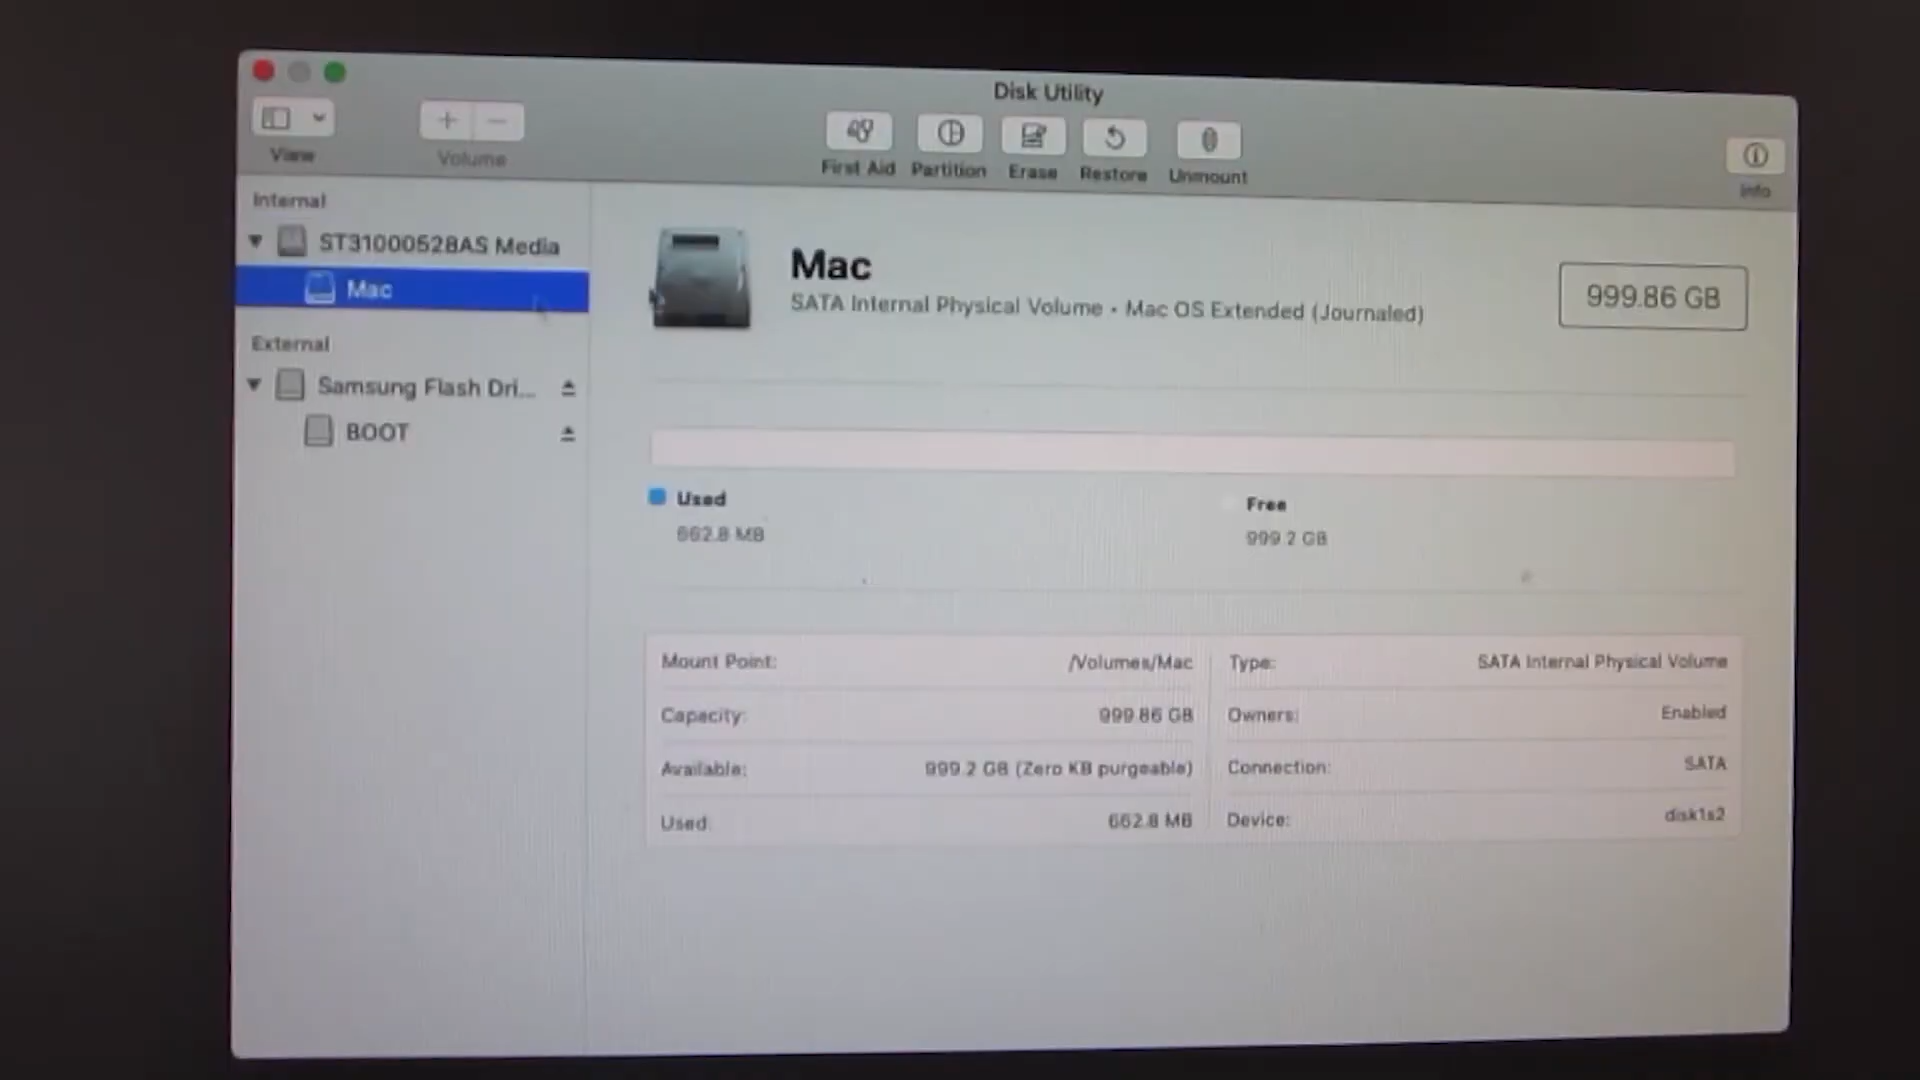 Disk Utility
View
Volume
First Aid
Partition
Erase
Restore
Unmount
Info
Internal
ST31000528AS Media
Mac
External
Samsung Flash Dri...
BOOT
Mac
SATA Internal Physical Volume • Mac OS Extended (Journaled)
999.86 GB
Used
662.8 MB
Free
999.2 GB
Mount Point: /Volumes/Mac
Capacity: 999.86 GB
Available: 999.2 GB (Zero KB purgeable)
Used: 662.8 MB
Type: SATA Internal Physical Volume
Owners: Enabled
Connection: SATA
Device: disk1s2